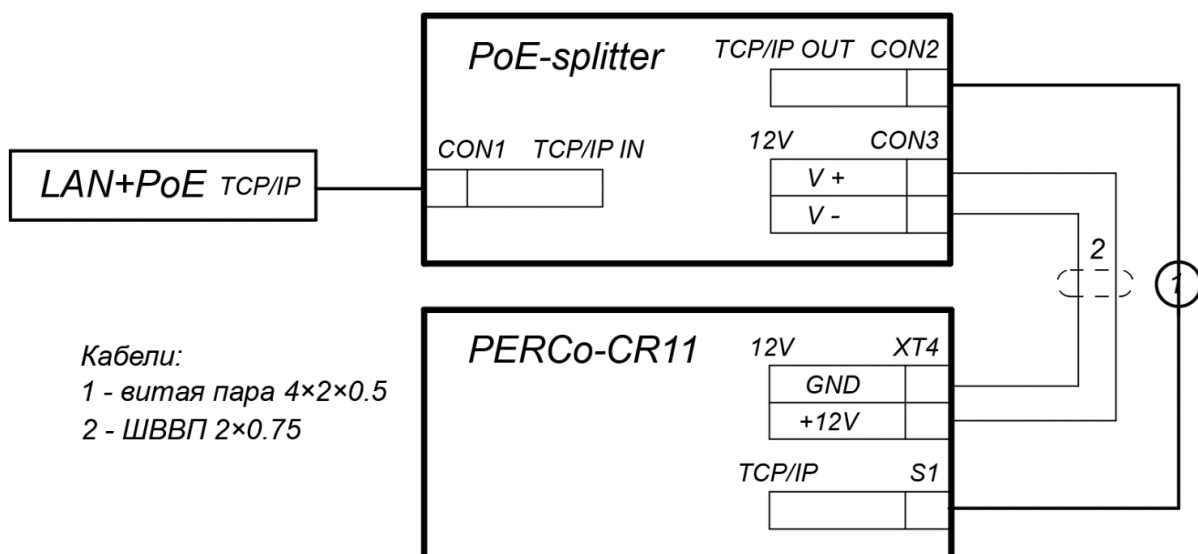 PoE-splitter
TCP/IP OUT CON2
12V CON3
V +
V -
CON1 TCP/IP IN
LAN+PoE TCP/IP
2
1
PERCo-CR11
12V XT4
GND
+12V
TCP/IP S1
Кабели:
1 - витая пара 4×2×0.5
2 - ШВВП 2×0.75